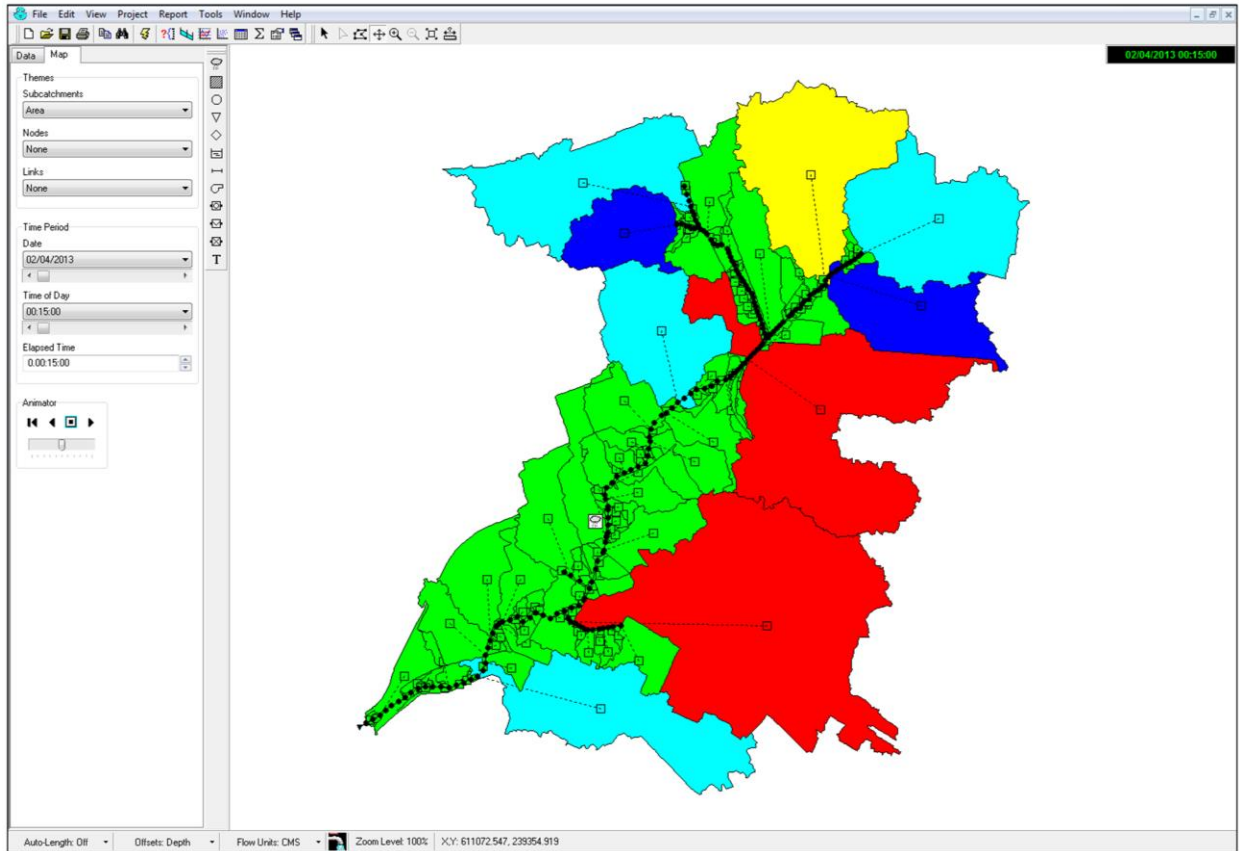 File Edit View Project Report Tools Window Help
Data Map
02/04/2013 00:15:00
Themes
Subcatchments
Area
Nodes
None
Links
None
Time Period
Date
02/04/2013
Time of Day
00:15:00
Elapsed Time
0.00:15:00
Animator
T
Auto-Length: Off Offsets: Depth Flow Units: CMS Zoom Level: 100% X,Y: 611072.547, 239354.919